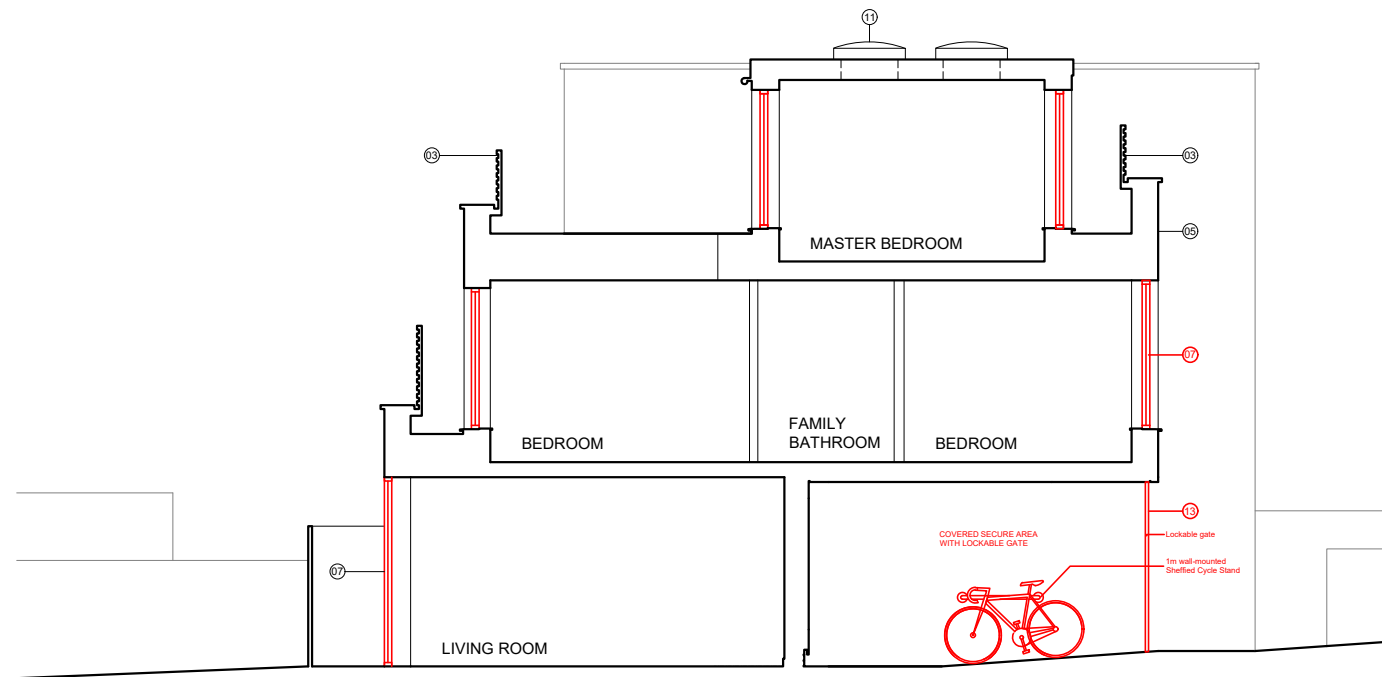 11
03
03
MASTER BEDROOM
05
07
FAMILY
BATHROOM
BEDROOM
BEDROOM
13
COVERED SECURE AREA
WITH LOCKABLE GATE
Lockable gate
1m wall-mounted
Sheffied Cycle Stand
07
LIVING ROOM